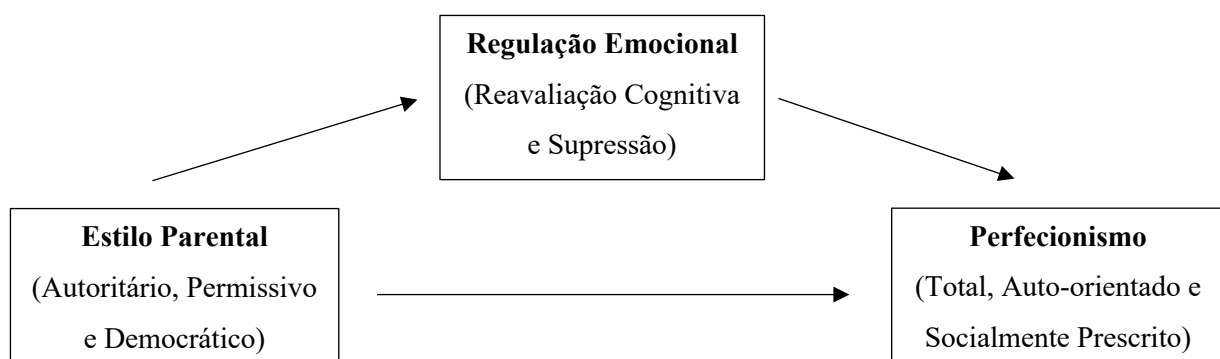 Regulação Emocional
(Reavaliação Cognitiva
e Supressão)
Estilo Parental
(Autoritário, Permissivo
e Democrático)
Perfecionismo
(Total, Auto-orientado e
Socialmente Prescrito)